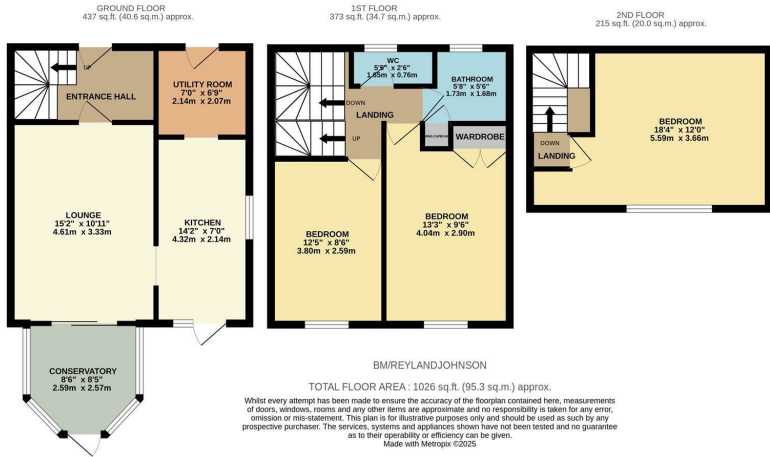 GROUND FLOOR
437 sq.ft. (40.6 sq.m.) approx.
1ST FLOOR
373 sq.ft. (34.7 sq.m.) approx.
2ND FLOOR
215 sq.ft. (20.0 sq.m.) approx.
UP
ENTRANCE HALL
UTILITY ROOM
7'0" x 6'9"
2.14m x 2.07m
LOUNGE
15'2" x 10'11"
4.61m x 3.33m
KITCHEN
14'2" x 7'0"
4.32m x 2.14m
CONSERVATORY
8'6" x 8'5"
2.59m x 2.57m
WC
5'5" x 2'6"
1.65m x 0.76m
BATHROOM
5'8" x 5'6"
1.73m x 1.68m
DOWN
LANDING
UP
WARDROBE
BEDROOM
12'5" x 8'6"
3.80m x 2.59m
BEDROOM
13'3" x 9'6"
4.04m x 2.90m
DOWN
LANDING
BEDROOM
18'4" x 12'0"
5.59m x 3.66m
BM/REYLANDJOHNSON
TOTAL FLOOR AREA : 1026 sq.ft. (95.3 sq.m.) approx.
Whilst every attempt has been made to ensure the accuracy of the floorplan contained here, measurements
of doors, windows, rooms and any other items are approximate and no responsibility is taken for any error,
omission or mis-statement. This plan is for illustrative purposes only and should be used as such by any
prospective purchaser. The services, systems and appliances shown have not been tested and no guarantee
as to their operability or efficiency can be given.
Made with Metropix ©2025